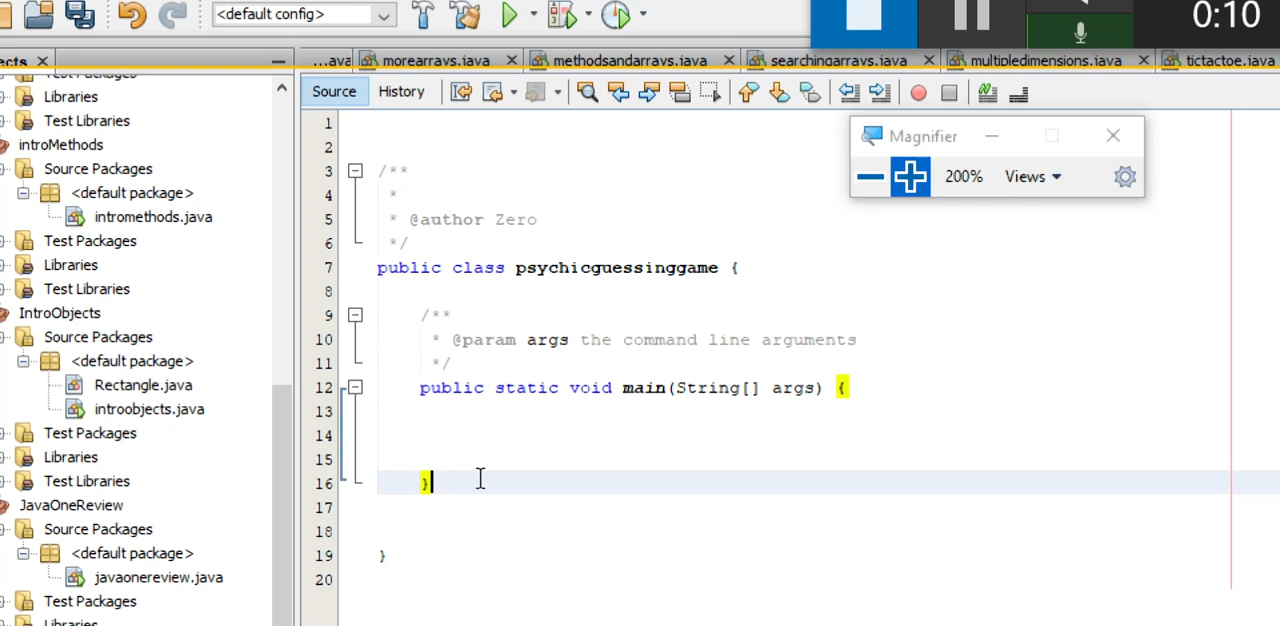 <default config>
0:10
ects
...ava
morearrays.java
methodsandarrays.java
searchingarrays.java
multipledimensions.java
tictactoe.java
Test Packages
Libraries
Test Libraries
introMethods
Source Packages
<default package>
intromethods.java
Test Packages
Libraries
Test Libraries
IntroObjects
Source Packages
<default package>
Rectangle.java
introobjects.java
Test Packages
Libraries
Test Libraries
JavaOneReview
Source Packages
<default package>
javaonereview.java
Test Packages
Libraries
Source
History
Magnifier
200%
Views
1
2
3 /**
4 *
5 * @author Zero
6 */
7 public class psychicguessinggame {
8
9 /**
10 * @param args the command line arguments
11 */
12 public static void main(String[] args) {
13
14
15
16 }
17
18
19 }
20